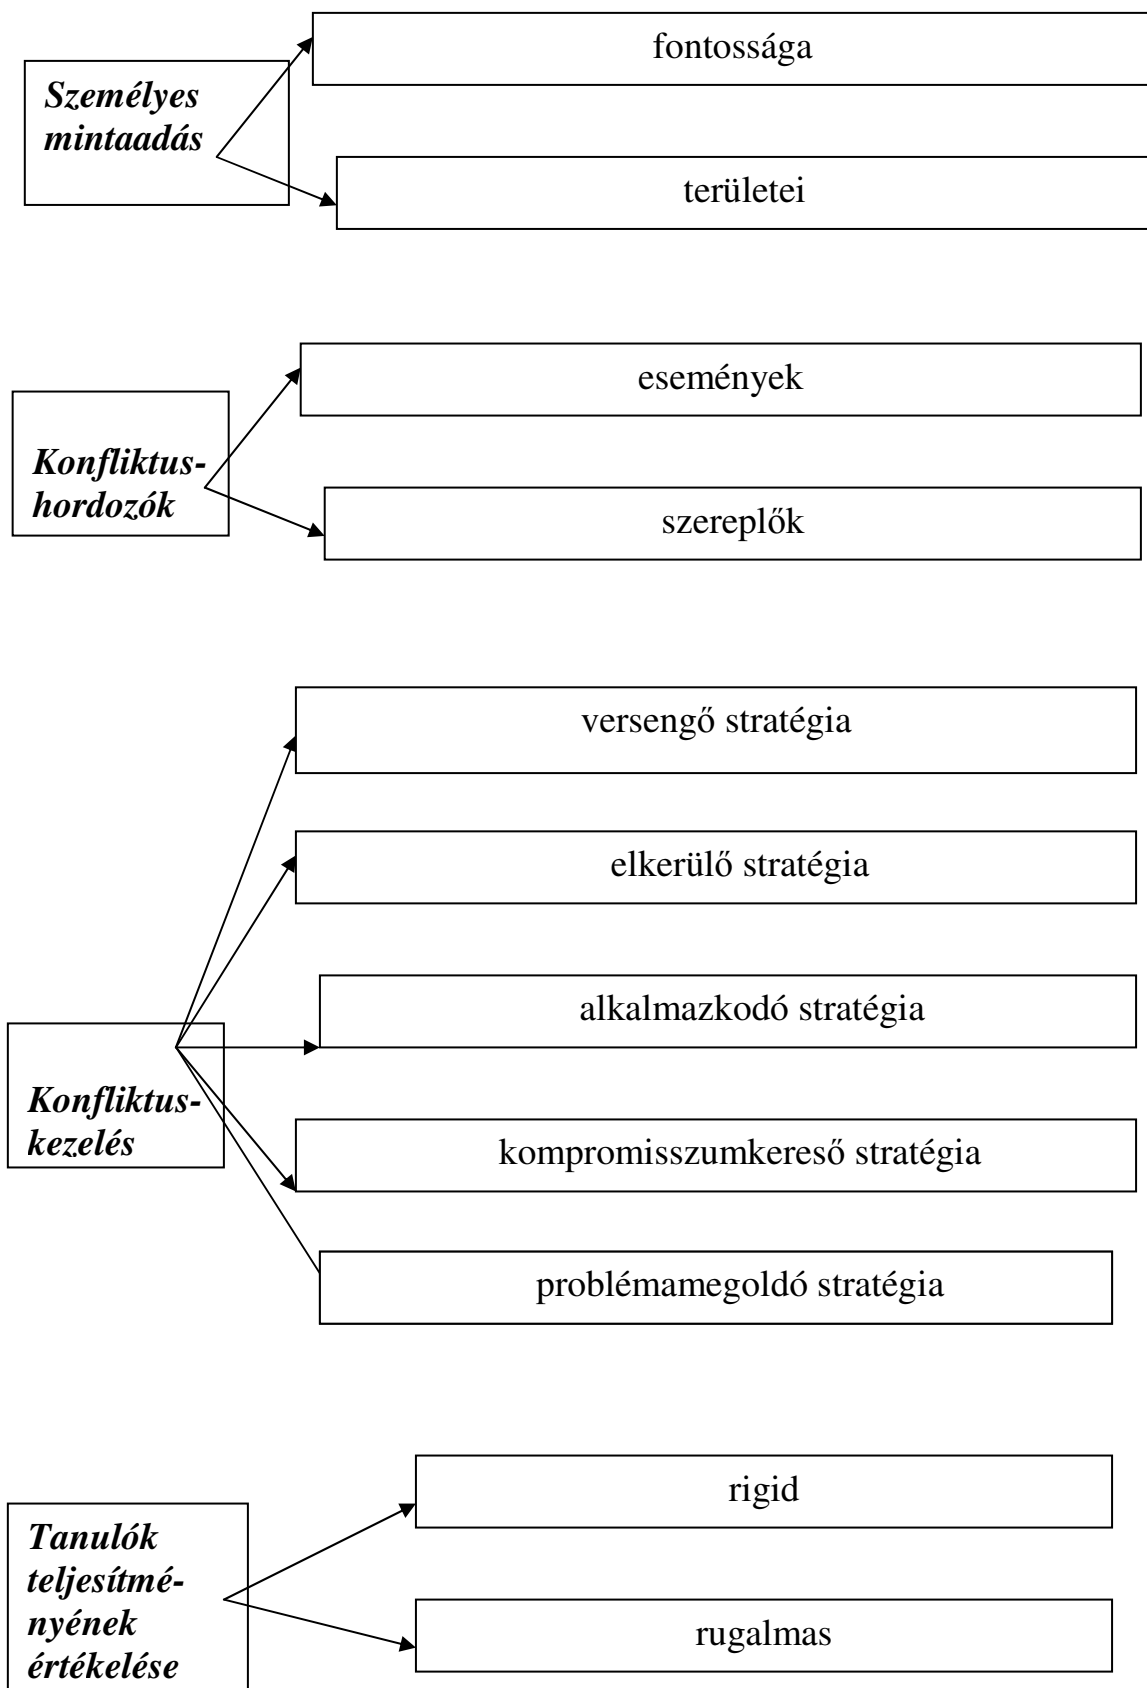 fontossága
Személyes
mintaadás
területei
események
Konfliktus-
hordozók
szereplők
versengő stratégia
elkerülő stratégia
alkalmazkodó stratégia
Konfliktus-
kezelés
kompromisszumkereső stratégia
problémamegoldó stratégia
rigid
Tanulók
teljesítmé-
nyének
értékelése
rugalmas